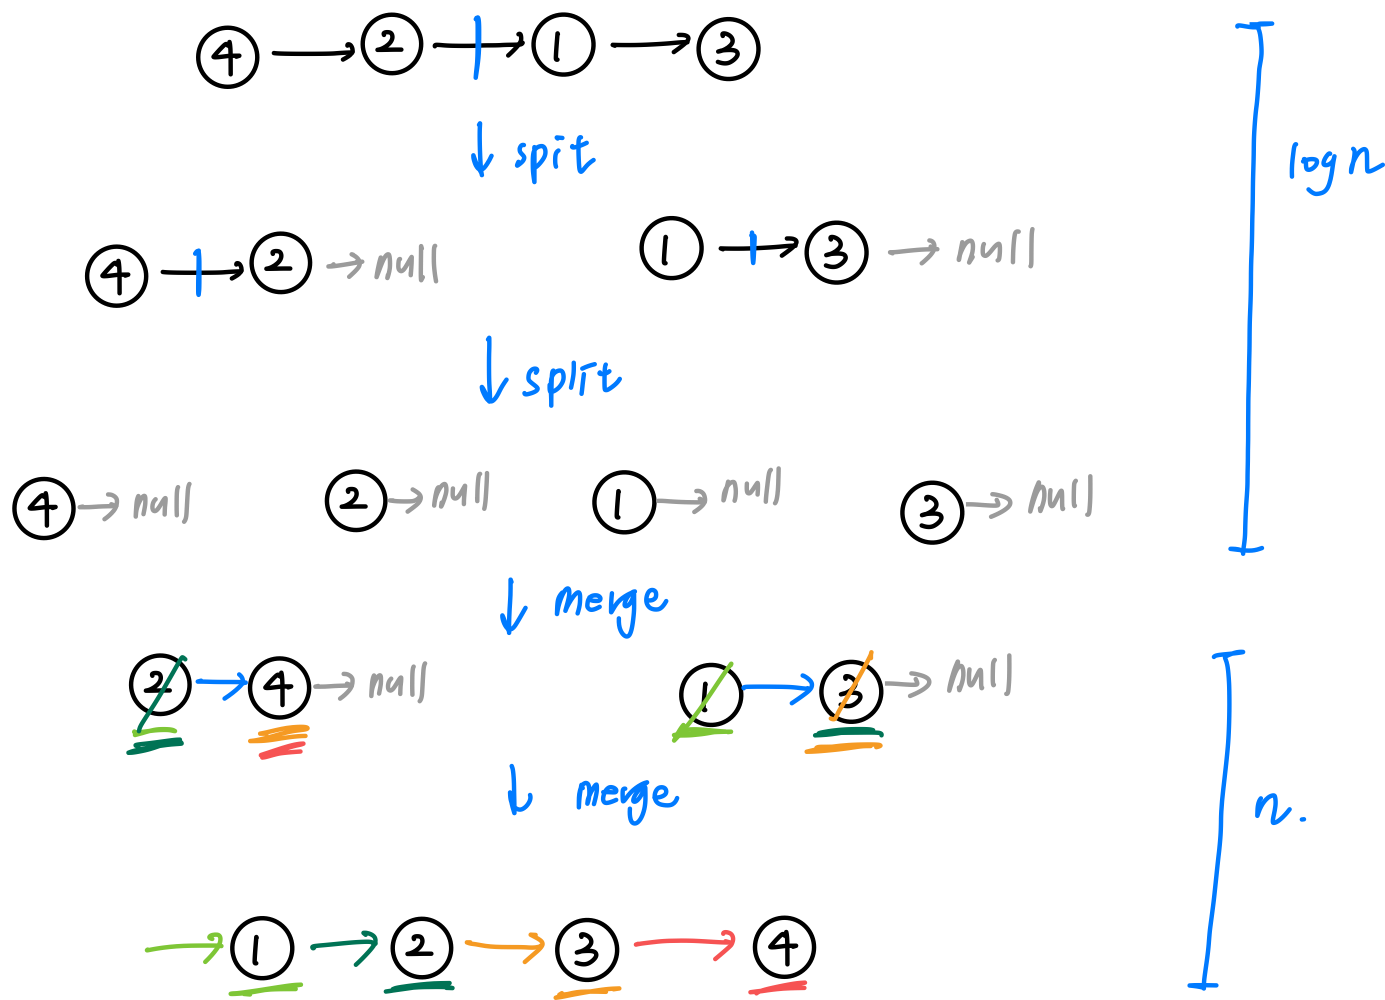 4 2 1 3
spit
log n
4 2 null 1 3 null
split
4 null 2 null 1 null 3 null
merge
2 4 null 1 3 null
merge
n.
1 2 3 4